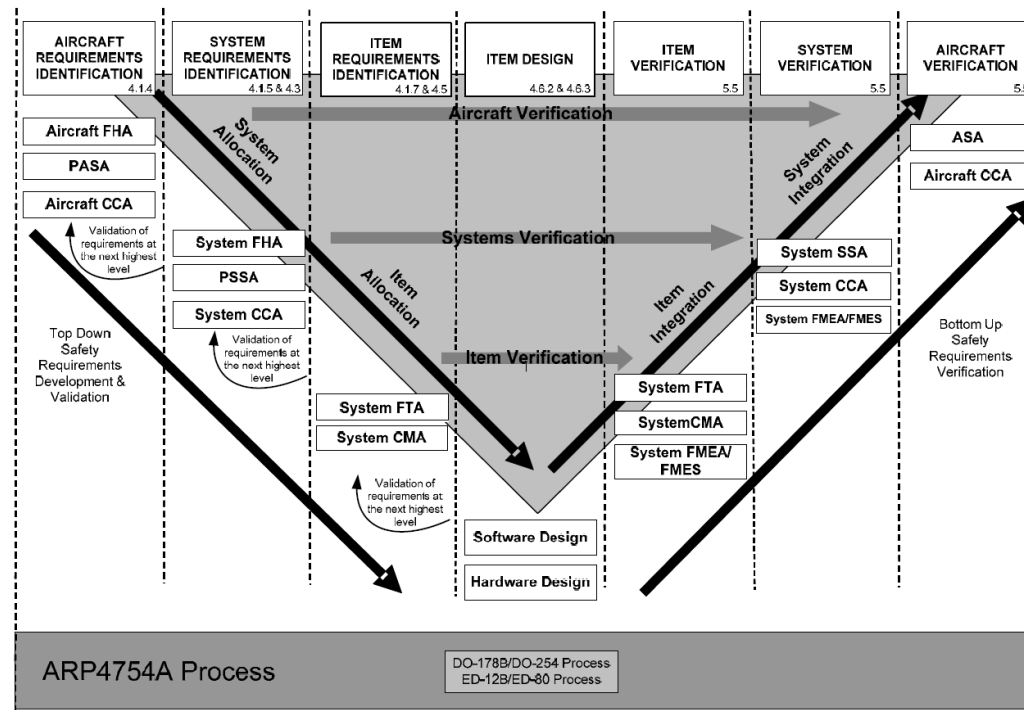 AIRCRAFT
REQUIREMENTS
IDENTIFICATION
4.1.4
SYSTEM
REQUIREMENTS
IDENTIFICATION
4.1.5 & 4.3
ITEM
REQUIREMENTS
IDENTIFICATION
4.1.7 & 4.5
ITEM DESIGN
4.6.2 & 4.6.3
ITEM
VERIFICATION
5.5
SYSTEM
VERIFICATION
5.5
AIRCRAFT
VERIFICATION
Aircraft FHA
PASA
Aircraft CCA
Validation of
requirements at
the next highest
level
Top Down
Safety
Requirements
Development &
Validation
System FHA
PSSA
System CCA
Validation of
requirements at
the next highest
level
System FTA
System CMA
Validation of
requirements at
the next highest
level
System
Allocation
Item
Allocation
Aircraft Verification
Systems Verification
Item Verification
Software Design
Hardware Design
Item
Integration
System
Integration
System FTA
SystemCMA
System FMEA/
FMES
System SSA
System CCA
System FMEA/FMES
ASA
Aircraft CCA
Bottom Up
Safety
Requirements
Verification
ARP4754A Process
DO-178B/DO-254 Process
ED-12B/ED-80 Process